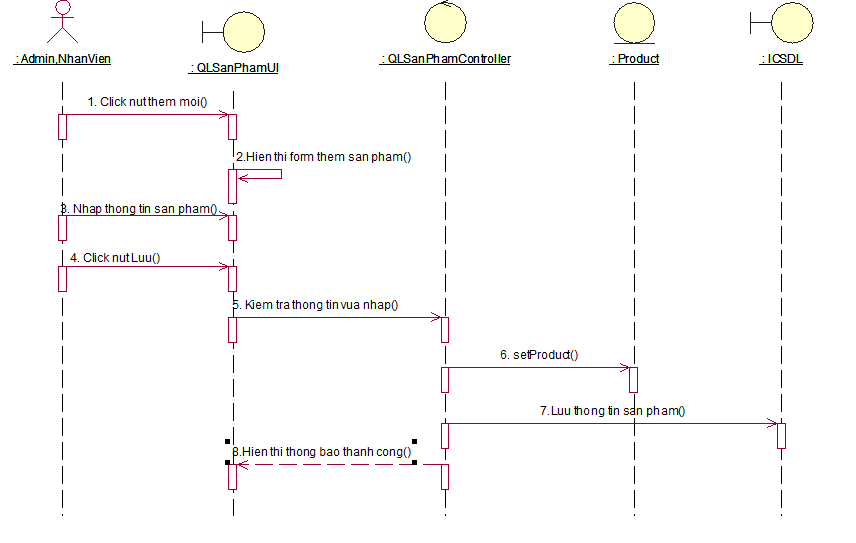 : Admin,NhanVien
: QLSanPhamUI
: QLSanPhamController
: Product
: ICSDL
1. Click nut them moi()
2.Hien thi form them san pham()
3. Nhap thong tin san pham()
4. Click nut Luu()
5. Kiem tra thong tin vua nhap()
6. setProduct()
7.Luu thong tin san pham()
8.Hien thi thong bao thanh cong()